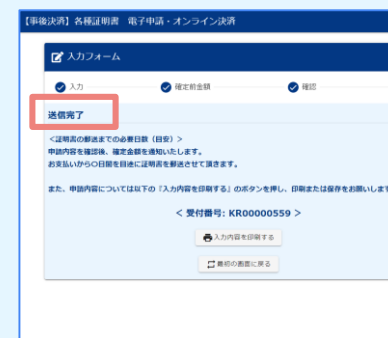 【事後決済】各種証明書　電子申請・オンライン決済
入力フォーム
入力　確定前金額　確認
送信完了
＜証明書の郵送までの必要日数（目安）＞
申請内容を確認後、確定金額を通知いたします。
お支払いから○日間を目途に証明書を郵送させて頂きます。
また、申請内容については以下の「入力内容を印刷する」のボタンを押し、印刷または保存をお願いします
＜ 受付番号: KR00000559 ＞
入力内容を印刷する
最初の画面に戻る